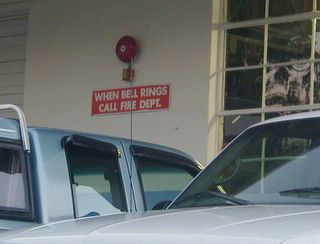 WHEN BELL RINGS
CALL FIRE DEPT.